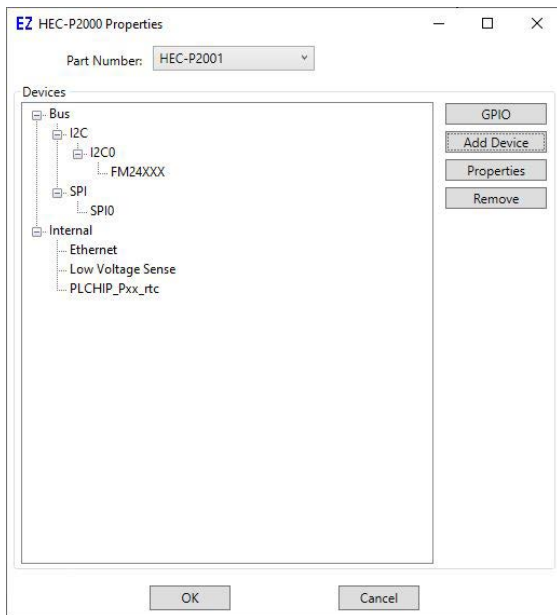 EZ HEC-P2000 Properties
Part Number: HEC-P2001
Devices
Bus
I2C
I2C0
FM24XXX
SPI
SPI0
Internal
Ethernet
Low Voltage Sense
PLCHIP_Pxx_rtc
GPIO
Add Device
Properties
Remove
OK Cancel